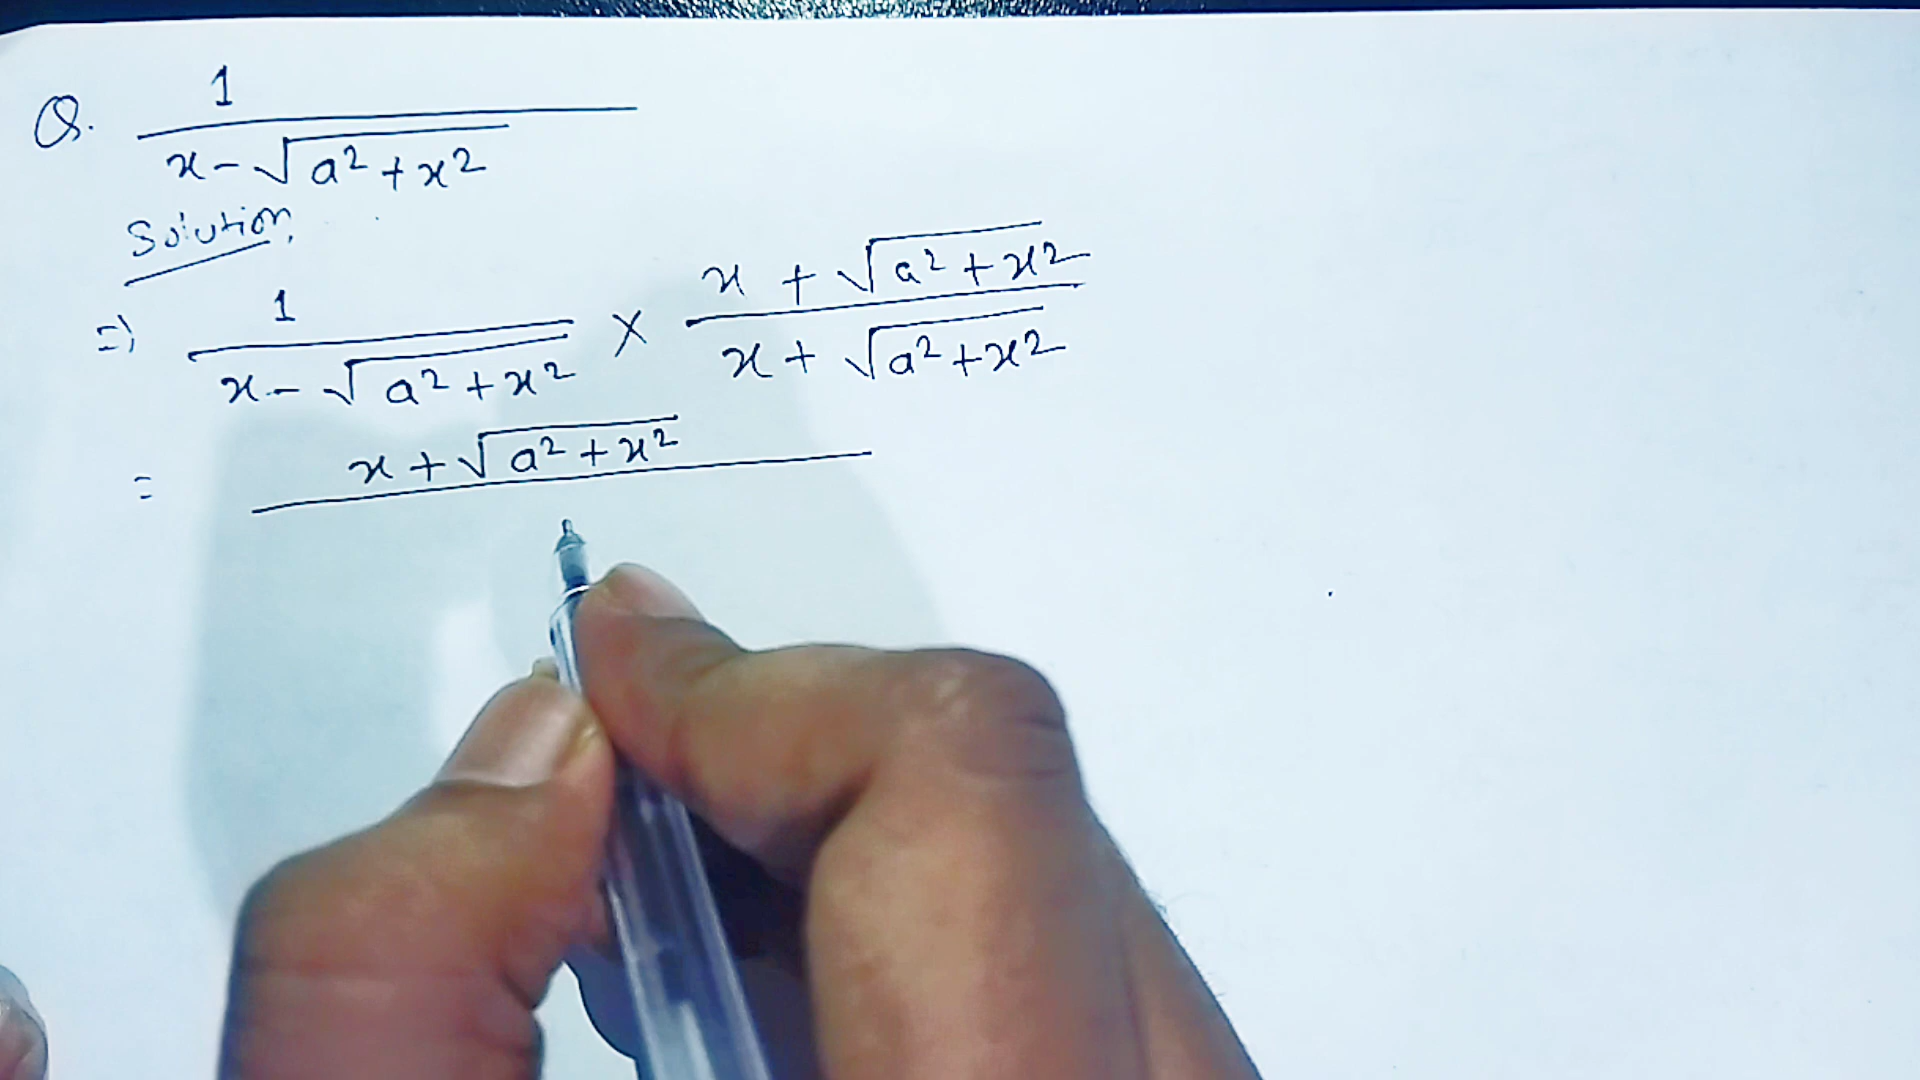 Q. 1
x - √a² + x²
Solution,
=) 1 / x - √a² + x² × x + √a² + x² / x + √a² + x²
= x + √a² + x²